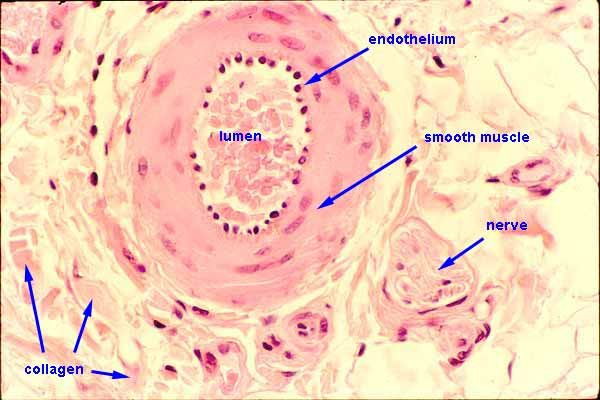 endothelium
lumen
smooth muscle
nerve
collagen